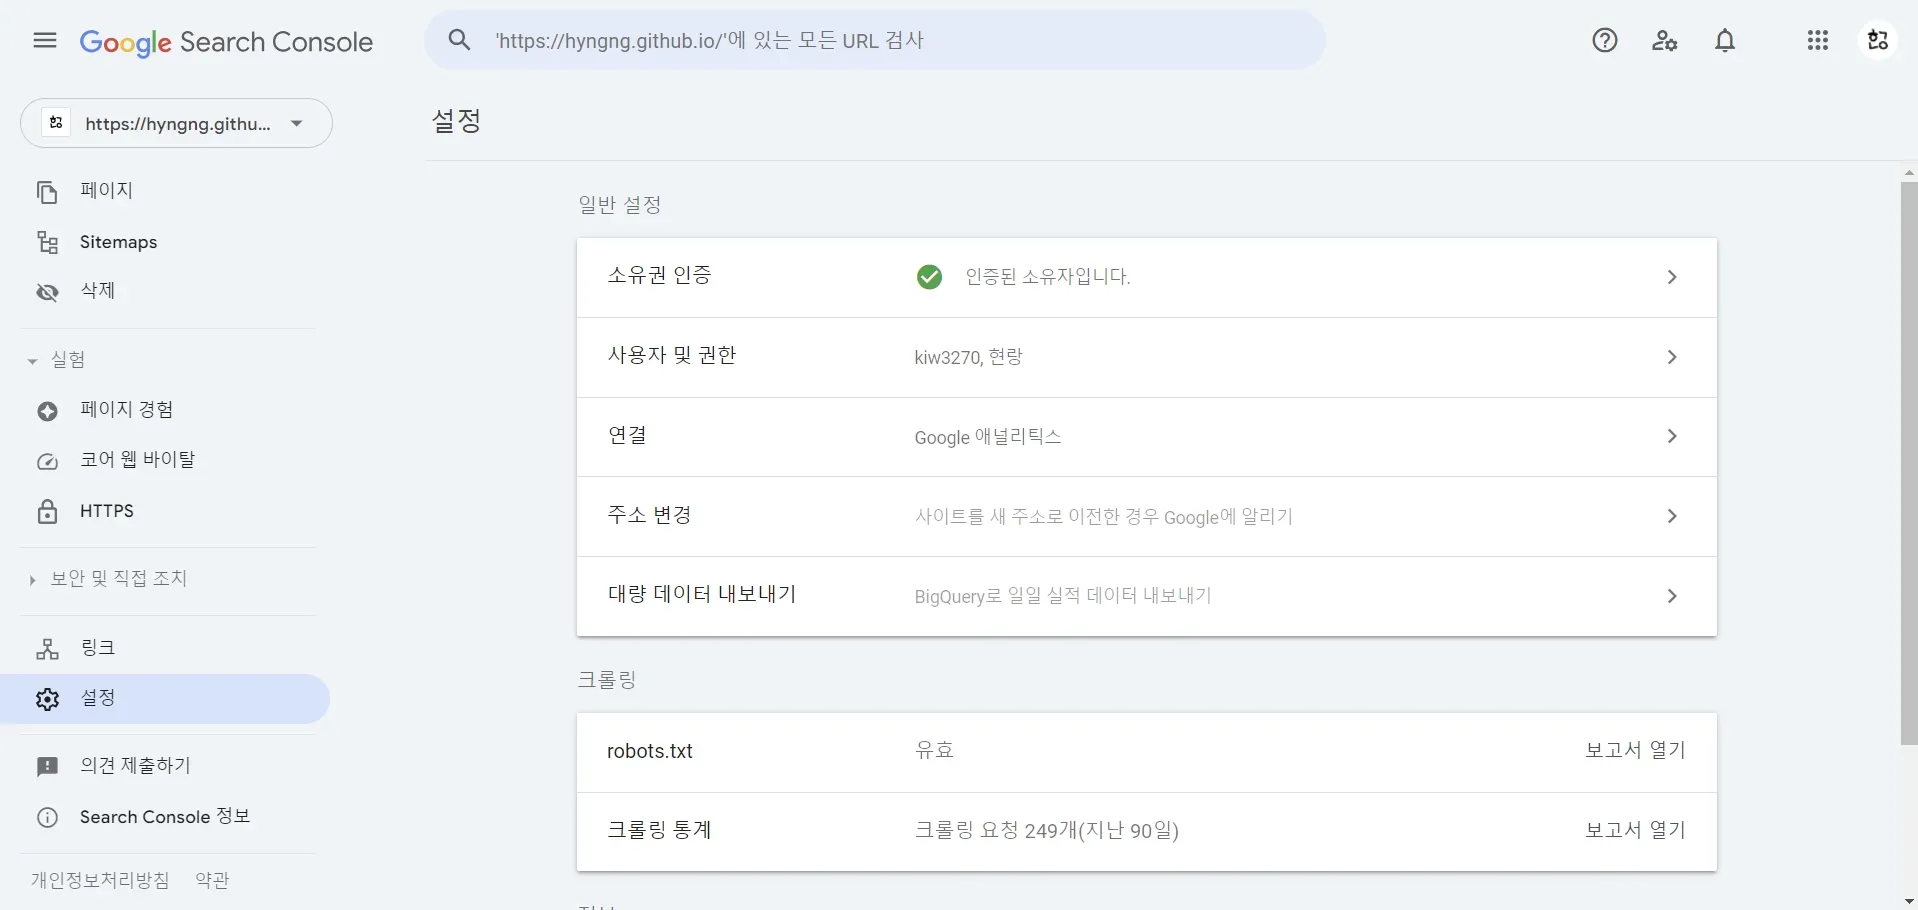 Google Search Console
'https://hyngng.github.io/'에 있는 모든 URL 검사
https://hyngng.githu...
페이지
Sitemaps
삭제
실험
페이지 경험
코어 웹 바이탈
HTTPS
보안 및 직접 조치
링크
설정
의견 제출하기
Search Console 정보
개인정보처리방침 약관
설정
일반 설정
소유권 인증 인증된 소유자입니다.
사용자 및 권한 kiw3270, 현랑
연결 Google 애널리틱스
주소 변경 사이트를 새 주소로 이전한 경우 Google에 알리기
대량 데이터 내보내기 BigQuery로 일일 실적 데이터 내보내기
크롤링
robots.txt 유효 보고서 열기
크롤링 통계 크롤링 요청 249개(지난 90일) 보고서 열기